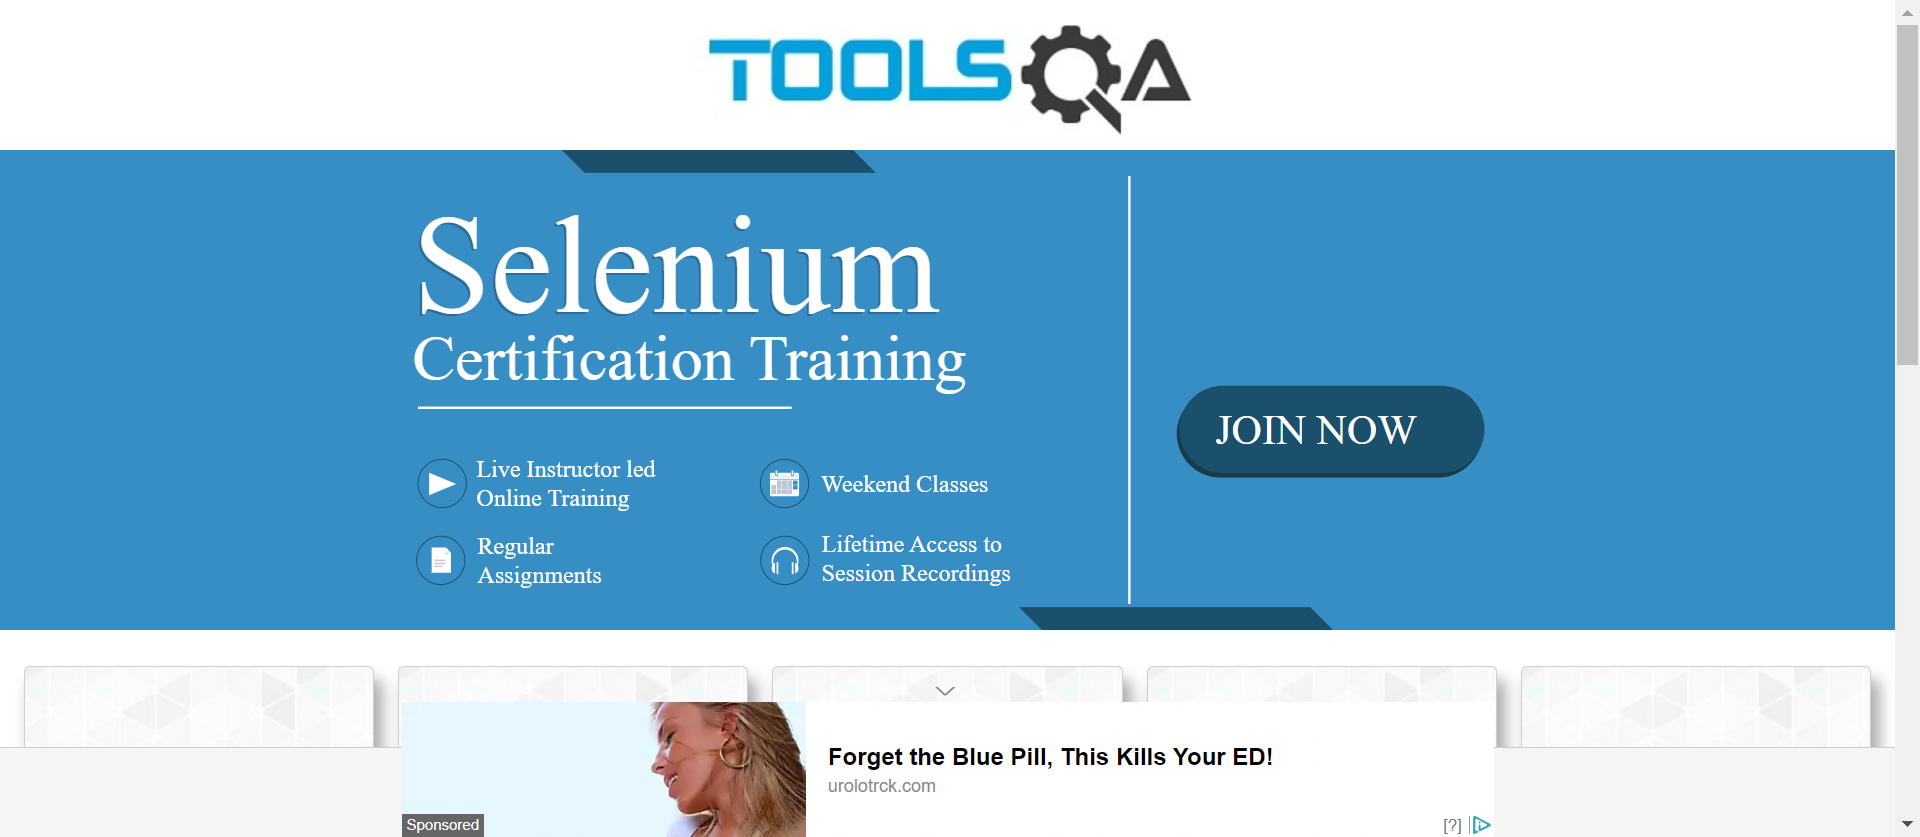 TOOLSQA
Selenium
Certification Training
Live Instructor led
Online Training
Weekend Classes
Regular
Assignments
Lifetime Access to
Session Recordings
JOIN NOW
Forget the Blue Pill, This Kills Your ED!
urolotrck.com
Sponsored
[?]